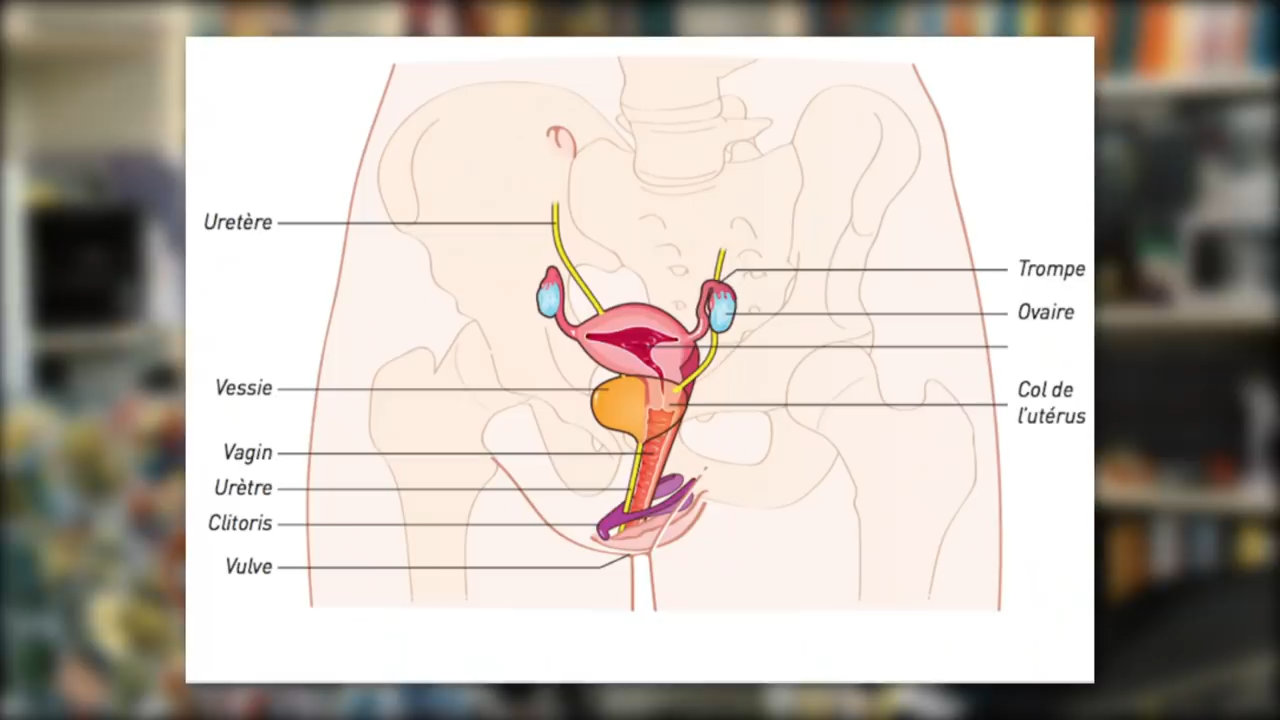 Uretère
Vessie
Vagin
Urètre
Clitoris
Vulve
Trompe
Ovaire
Col de
l'utérus